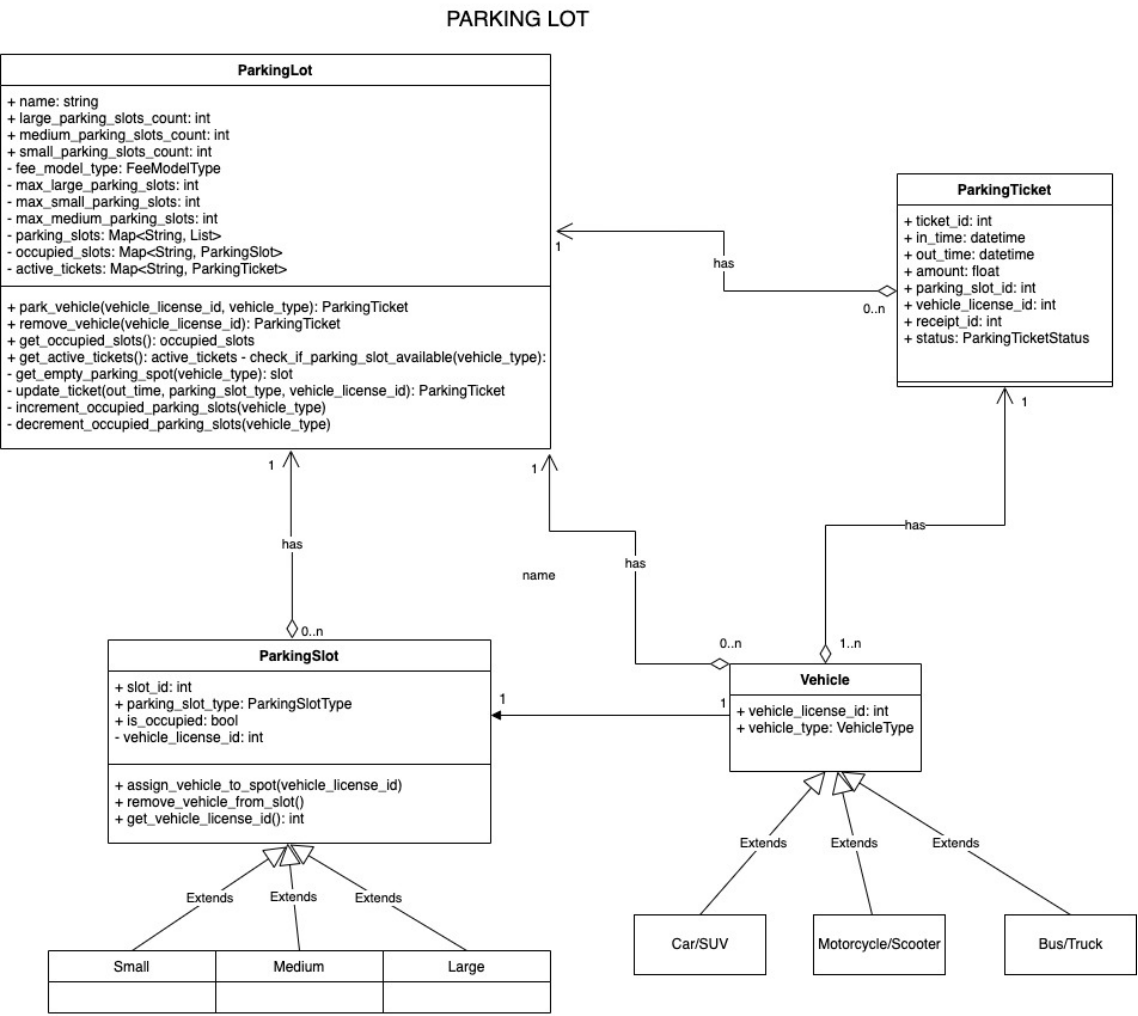 PARKING LOT
ParkingLot
+ name: string
+ large_parking_slots_count: int
+ medium_parking_slots_count: int
+ small_parking_slots_count: int
- fee_model_type: FeeModelType
- max_large_parking_slots: int
- max_small_parking_slots: int
- max_medium_parking_slots: int
- parking_slots: Map<String, List>
- occupied_slots: Map<String, ParkingSlot>
- active_tickets: Map<String, ParkingTicket>
+ park_vehicle(vehicle_license_id, vehicle_type): ParkingTicket
+ remove_vehicle(vehicle_license_id): ParkingTicket
+ get_occupied_slots(): occupied_slots
+ get_active_tickets(): active_tickets - check_if_parking_slot_available(vehicle_type):
- get_empty_parking_spot(vehicle_type): slot
- update_ticket(out_time, parking_slot_type, vehicle_license_id): ParkingTicket
- increment_occupied_parking_slots(vehicle_type)
- decrement_occupied_parking_slots(vehicle_type)
ParkingTicket
+ ticket_id: int
+ in_time: datetime
+ out_time: datetime
+ amount: float
+ parking_slot_id: int
+ vehicle_license_id: int
+ receipt_id: int
+ status: ParkingTicketStatus
1
has
0..n
1
has
1..n
1
has
0..n
1
has
0..n
name
ParkingSlot
+ slot_id: int
+ parking_slot_type: ParkingSlotType
+ is_occupied: bool
- vehicle_license_id: int
+ assign_vehicle_to_spot(vehicle_license_id)
+ remove_vehicle_from_slot()
+ get_vehicle_license_id(): int
1
1
Vehicle
+ vehicle_license_id: int
+ vehicle_type: VehicleType
Extends
Extends
Extends
Small
Medium
Large
Extends
Extends
Extends
Car/SUV
Motorcycle/Scooter
Bus/Truck